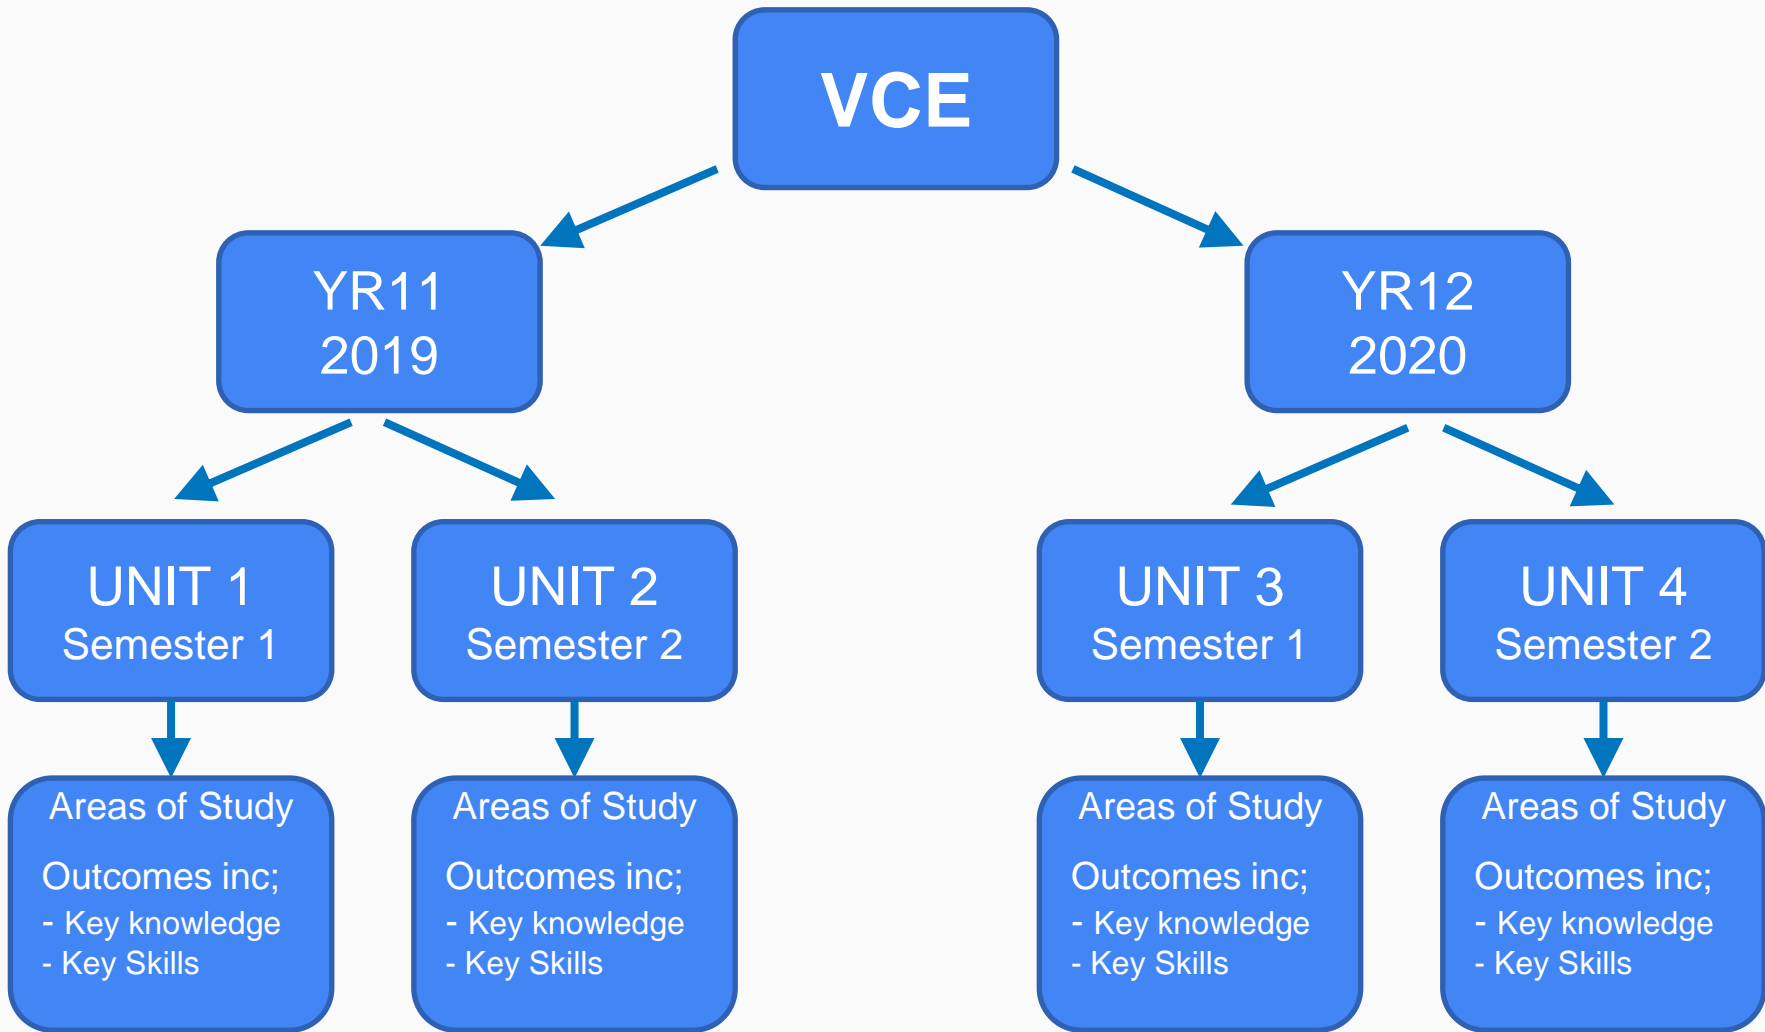 VCE
YR11
2019
YR12
2020
UNIT 1
Semester 1
UNIT 2
Semester 2
UNIT 3
Semester 1
UNIT 4
Semester 2
Areas of Study
Outcomes inc;
- Key knowledge
- Key Skills
Areas of Study
Outcomes inc;
- Key knowledge
- Key Skills
Areas of Study
Outcomes inc;
- Key knowledge
- Key Skills
Areas of Study
Outcomes inc;
- Key knowledge
- Key Skills